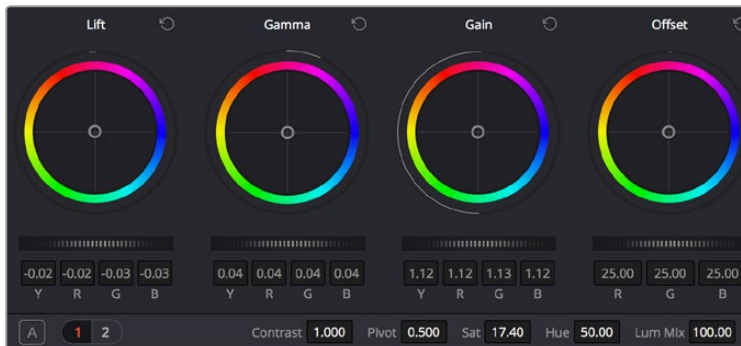 Lift Gamma Gain Offset
-0.02 -0.02 -0.03 -0.03 0.04 0.04 0.04 0.04 1.12 1.12 1.13 1.12 25.00 25.00 25.00
Y R G B Y R G B Y R G B R G B
A 1 2 Contrast 1.000 Pivot 0.500 Sat 17.40 Hue 50.00 Lum Mix 100.00